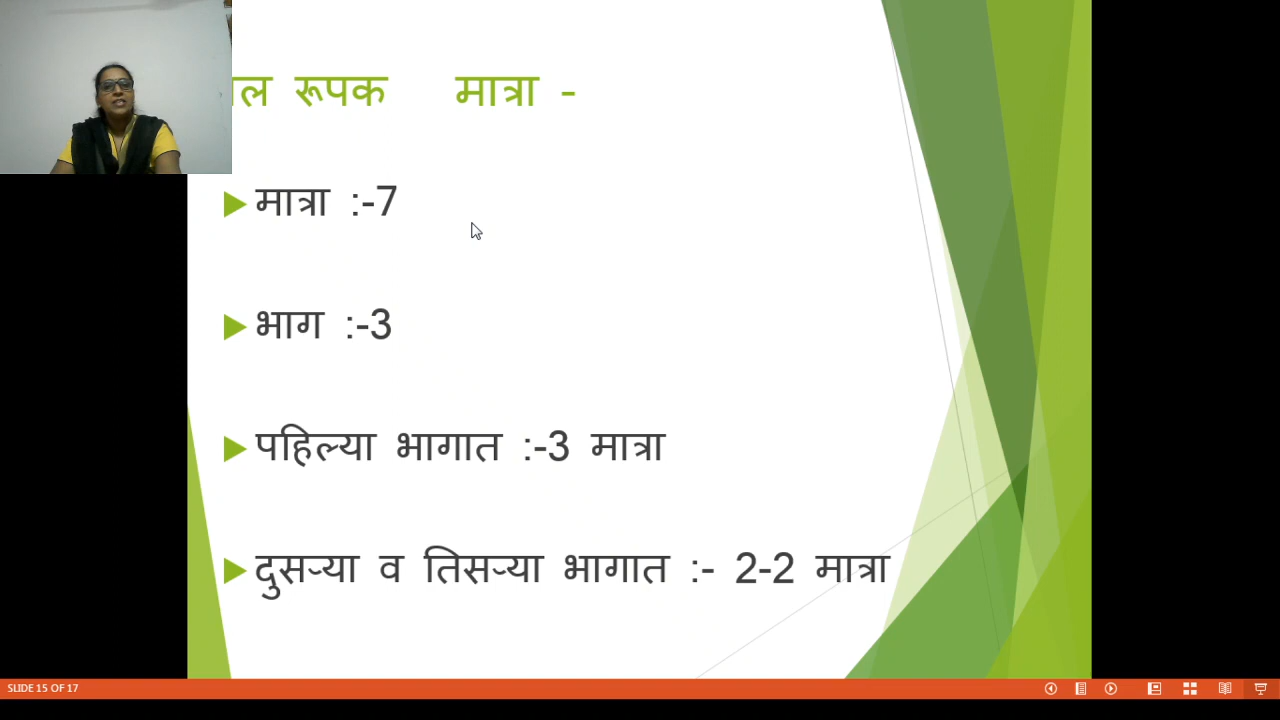 रूपक मात्रा -
मात्रा :-7
भाग :-3
पहिल्या भागात :-3 मात्रा
दुसऱ्या व तिसऱ्या भागात :- 2-2 मात्रा
SLIDE 15 OF 17